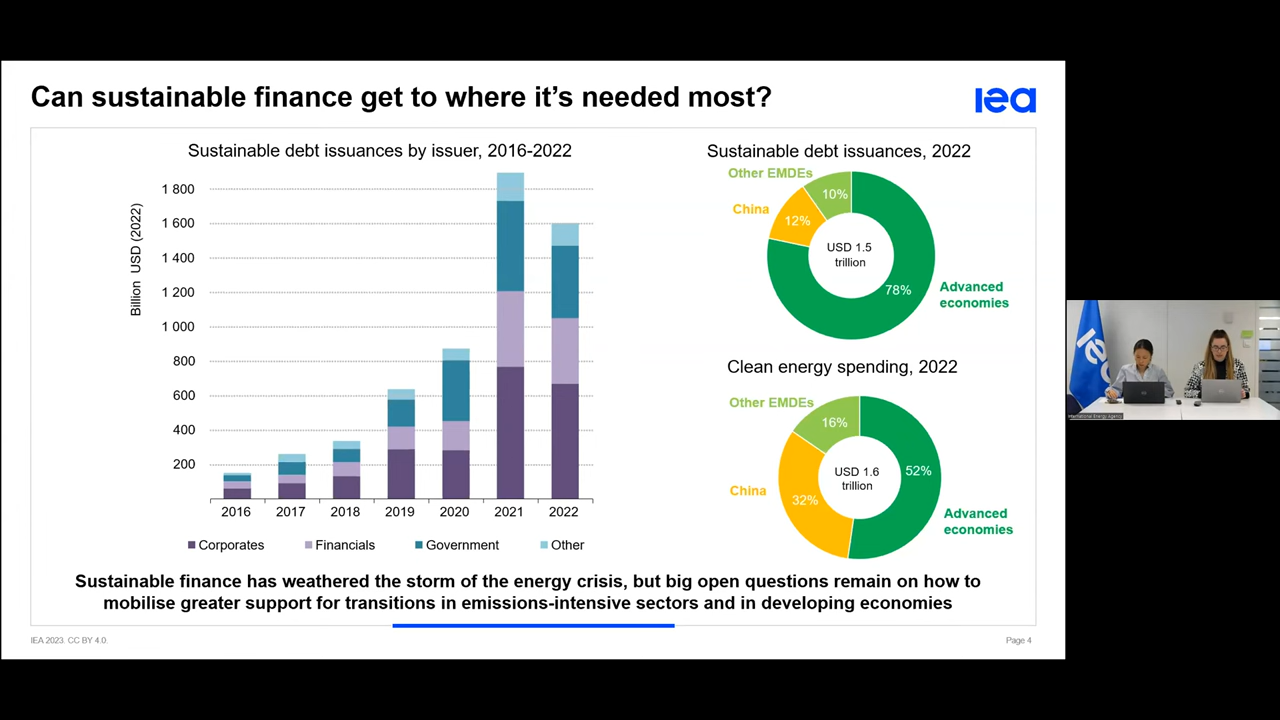 Can sustainable finance get to where it's needed most?
iea
Sustainable debt issuances by issuer, 2016-2022
Billion USD (2022)
1 800
1 600
1 400
1 200
1 000
800
600
400
200
2016 2017 2018 2019 2020 2021 2022
Corporates Financials Government Other
Sustainable debt issuances, 2022
Other EMDEs
10%
China
12%
USD 1.5
trillion
78%
Advanced
economies
Clean energy spending, 2022
Other EMDEs
16%
52%
USD 1.6
trillion
China
32%
Advanced
economies
Sustainable finance has weathered the storm of the energy crisis, but big open questions remain on how to
mobilise greater support for transitions in emissions-intensive sectors and in developing economies
IEA 2023. CC BY 4.0.
Page 4
iea
International Energy Agency